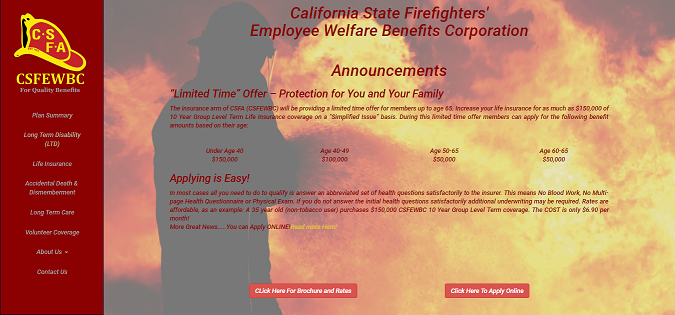 C·S
F·A
CSFEWBC
For Quality Benefits
Plan Summary
Long Term Disability
(LTD)
Life Insurance
Accidental Death &
Dismemberment
Long Term Care
Volunteer Coverage
About Us
Contact Us
California State Firefighters'
Employee Welfare Benefits Corporation
Announcements
"Limited Time" Offer – Protection for You and Your Family
The insurance arm of CSFA (CSFEWBC) will be providing a limited time offer for members up to age 65. Increase your life insurance for as much as $150,000 of
10 Year Group Level Term Life Insurance coverage on a "Simplified Issue" basis. During this limited time offer members can apply for the following benefit
amounts based on their age:
Under Age 40 Age 40-49 Age 50-65 Age 60-65
$150,000 $100,000 $50,000 $50,000
Applying is Easy!
In most cases all you need to do to qualify is answer an abbreviated set of health questions satisfactorily to the insurer. This means No Blood Work, No Multi-
page Health Questionnaire or Physical Exam. If you do not answer the initial health questions satisfactorily additional underwriting may be required. Rates are
affordable, as an example: A 35 year old (non-tobacco user) purchases $150,000 CSFEWBC 10 Year Group Level Term coverage. The COST is only $6.90 per
month!
More Great News.....You can Apply ONLINE! Read more Here!
CLick Here For Brochure and Rates
Click Here To Apply Online